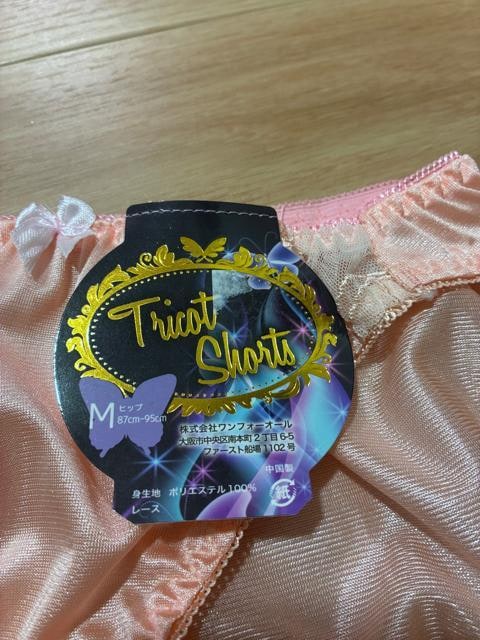 Tricot
Shorts
M ヒップ
87cm-95cm
株式会社ワンフォーオール
大阪市中央区南本町2丁目6-5
ファースト船場1102号
中国製
身生地 ポリエステル100%
レース
紙